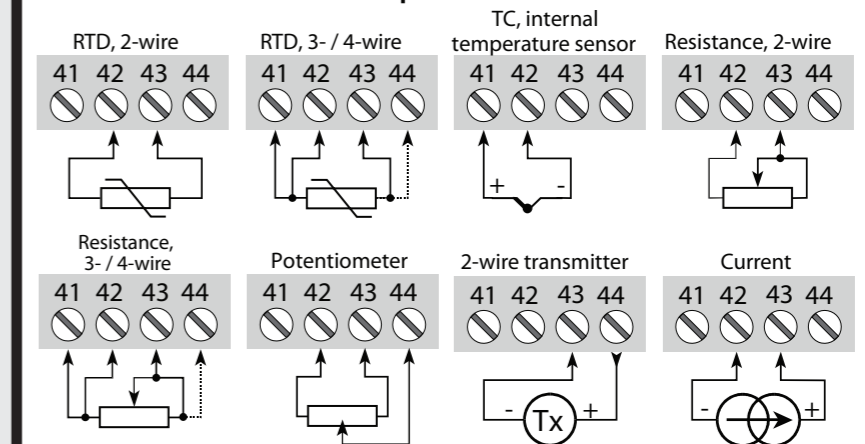 RTD, 2-wire
41 42 43 44
RTD, 3- / 4-wire
41 42 43 44
TC, internal
temperature sensor
41 42 43 44
+ -
Resistance, 2-wire
41 42 43 44
Resistance,
3- / 4-wire
41 42 43 44
Potentiometer
41 42 43 44
2-wire transmitter
41 42 43 44
- Tx +
Current
41 42 43 44
- +